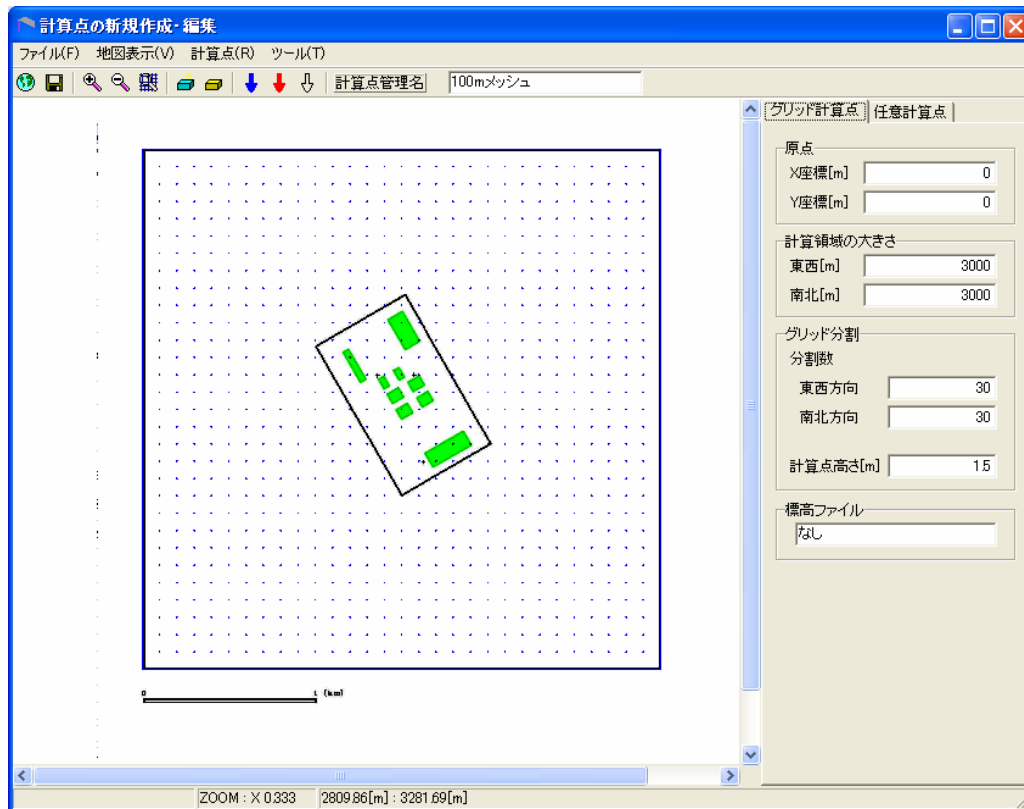 計算点の新規作成・編集
ファイル(F) 地図表示(V) 計算点(R) ツール(T)
計算点管理名 100mメッシュ
グリッド計算点 任意計算点
原点
X座標[m] 0
Y座標[m] 0
計算領域の大きさ
東西[m] 3000
南北[m] 3000
グリッド分割
分割数
東西方向 30
南北方向 30
計算点高さ[m] 1.5
標高ファイル
なし
0 1 (km)
ZOOM : X 0.333 2809.86[m] : 3281.69[m]